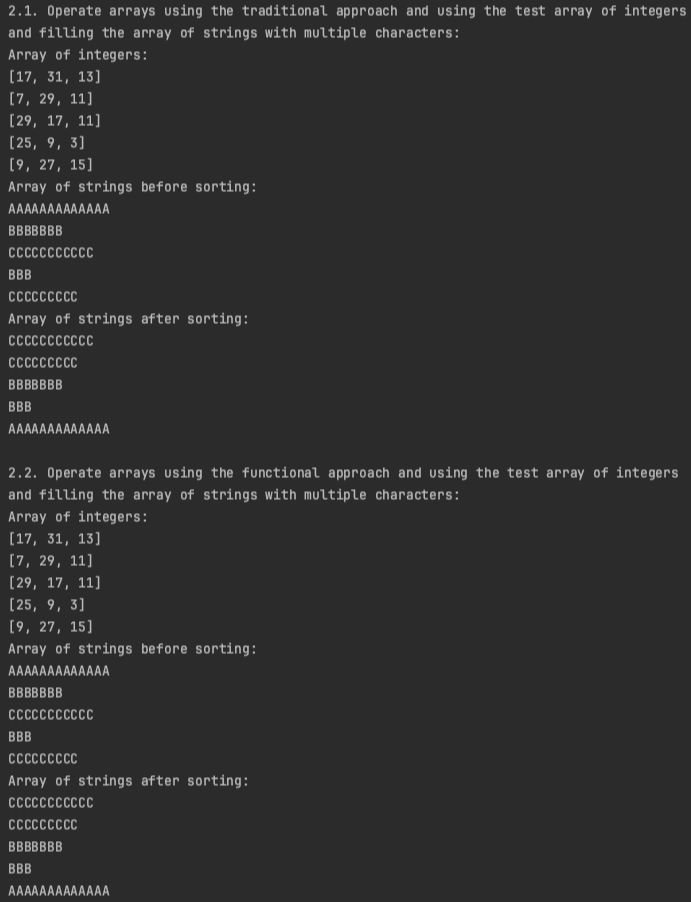 2.1. Operate arrays using the traditional approach and using the test array of integers
and filling the array of strings with multiple characters:
Array of integers:
[17, 31, 13]
[7, 29, 11]
[29, 17, 11]
[25, 9, 3]
[9, 27, 15]
Array of strings before sorting:
AAAAAAAAAAAAA
BBBBBBB
CCCCCCCCCCC
BBB
CCCCCCCCC
Array of strings after sorting:
CCCCCCCCCCC
CCCCCCCCC
BBBBBBB
BBB
AAAAAAAAAAAAA
2.2. Operate arrays using the functional approach and using the test array of integers
and filling the array of strings with multiple characters:
Array of integers:
[17, 31, 13]
[7, 29, 11]
[29, 17, 11]
[25, 9, 3]
[9, 27, 15]
Array of strings before sorting:
AAAAAAAAAAAAA
BBBBBBB
CCCCCCCCCCC
BBB
CCCCCCCCC
Array of strings after sorting:
CCCCCCCCCCC
CCCCCCCCC
BBBBBBB
BBB
AAAAAAAAAAAAA